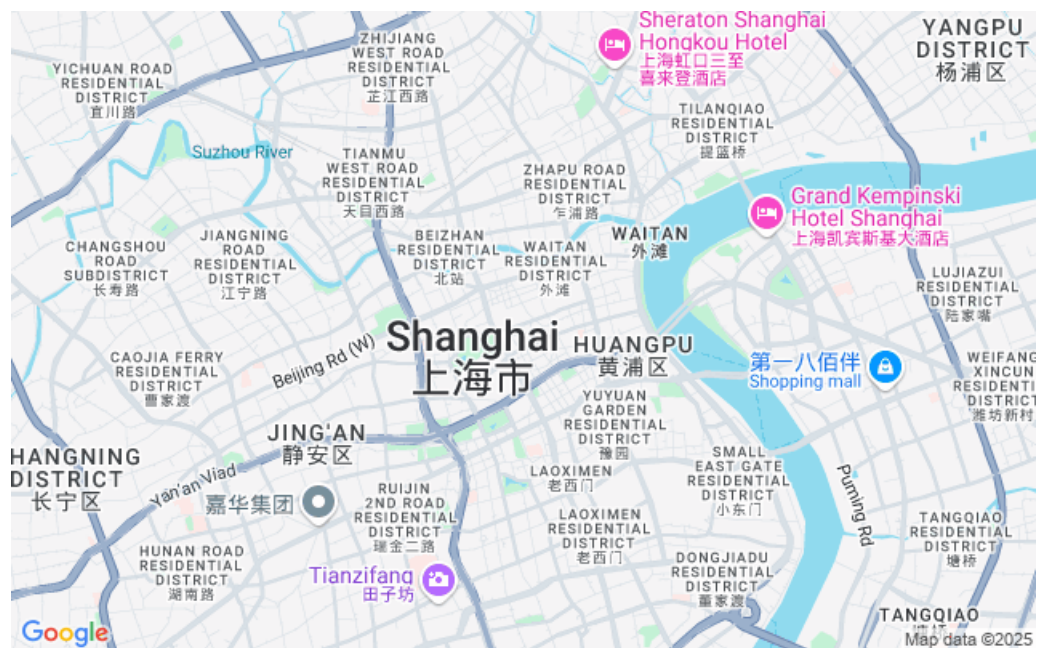 Sheraton Shanghai
Hongkou Hotel
上海虹口三至
喜来登酒店
YANGPU
DISTRICT
杨浦区
ZHIJIANG
WEST ROAD
RESIDENTIAL
DISTRICT
芷江西路
YICHUAN ROAD
RESIDENTIAL
DISTRICT
宜川路
TILANQIAO
RESIDENTIAL
DISTRICT
提篮桥
Suzhou River
TIANMU
WEST ROAD
RESIDENTIAL
DISTRICT
天目西路
ZHAPU ROAD
RESIDENTIAL
DISTRICT
乍浦路
Grand Kempinski
Hotel Shanghai
上海凯宾斯基大酒店
CHANGSHOU
ROAD
SUBDISTRICT
长寿路
JIANGNING
ROAD
RESIDENTIAL
DISTRICT
江宁路
BEIZHAN
RESIDENTIAL
DISTRICT
北站
WAITAN
RESIDENTIAL
DISTRICT
外滩
WAITAN
外滩
LUJIAZUI
RESIDENTIAL
DISTRICT
陆家嘴
Shanghai
上海市
HUANGPU
黄浦区
Beijing Rd (W)
CAOJIA FERRY
RESIDENTIAL
DISTRICT
曹家渡
第一八佰伴
Shopping mall
WEIFANG
XINCUN
RESIDENTI
DISTRICT
潍坊新村
YUYUAN
GARDEN
RESIDENTIAL
DISTRICT
豫园
JING'AN
静安区
HANGNING
DISTRICT
长宁区
Yan'an Viad
嘉华集团
LAOXIMEN
老西门
SMALL
EAST GATE
RESIDENTIAL
DISTRICT
小东门
Puming Rd
RUIJIN
2ND ROAD
RESIDENTIAL
DISTRICT
瑞金二路
LAOXIMEN
RESIDENTIAL
DISTRICT
老西门
TANGQIAO
RESIDENTIAL
DISTRICT
塘桥
HUNAN ROAD
RESIDENTIAL
DISTRICT
湖南路
Tianzifang
田子坊
DONGJIADU
RESIDENTIAL
DISTRICT
董家渡
TANGQIAO
Google
Map data ©2025